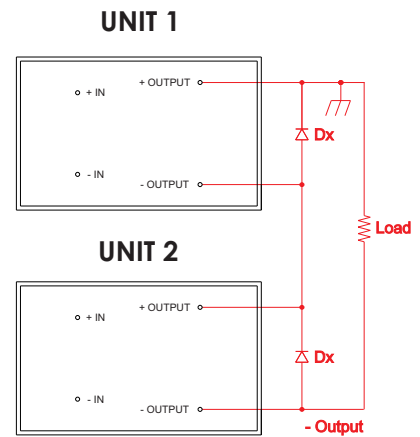 UNIT 1
+ OUTPUT
+ IN
Dx
- IN
- OUTPUT
Load
UNIT 2
+ OUTPUT
+ IN
Dx
- IN
- OUTPUT
- Output